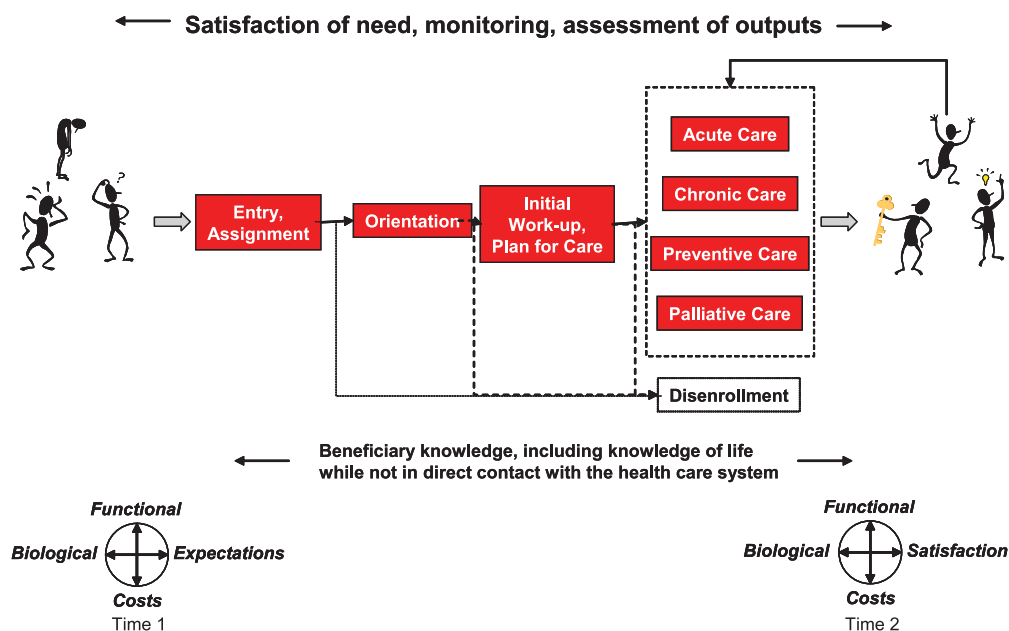 Satisfaction of need, monitoring, assessment of outputs
?
Entry,
Assignment
Orientation
Initial
Work-up,
Plan for Care
Acute Care
Chronic Care
Preventive Care
Palliative Care
Disenrollment
Beneficiary knowledge, including knowledge of life
while not in direct contact with the health care system
Functional
Biological
Expectations
Costs
Time 1
Functional
Biological
Satisfaction
Costs
Time 2